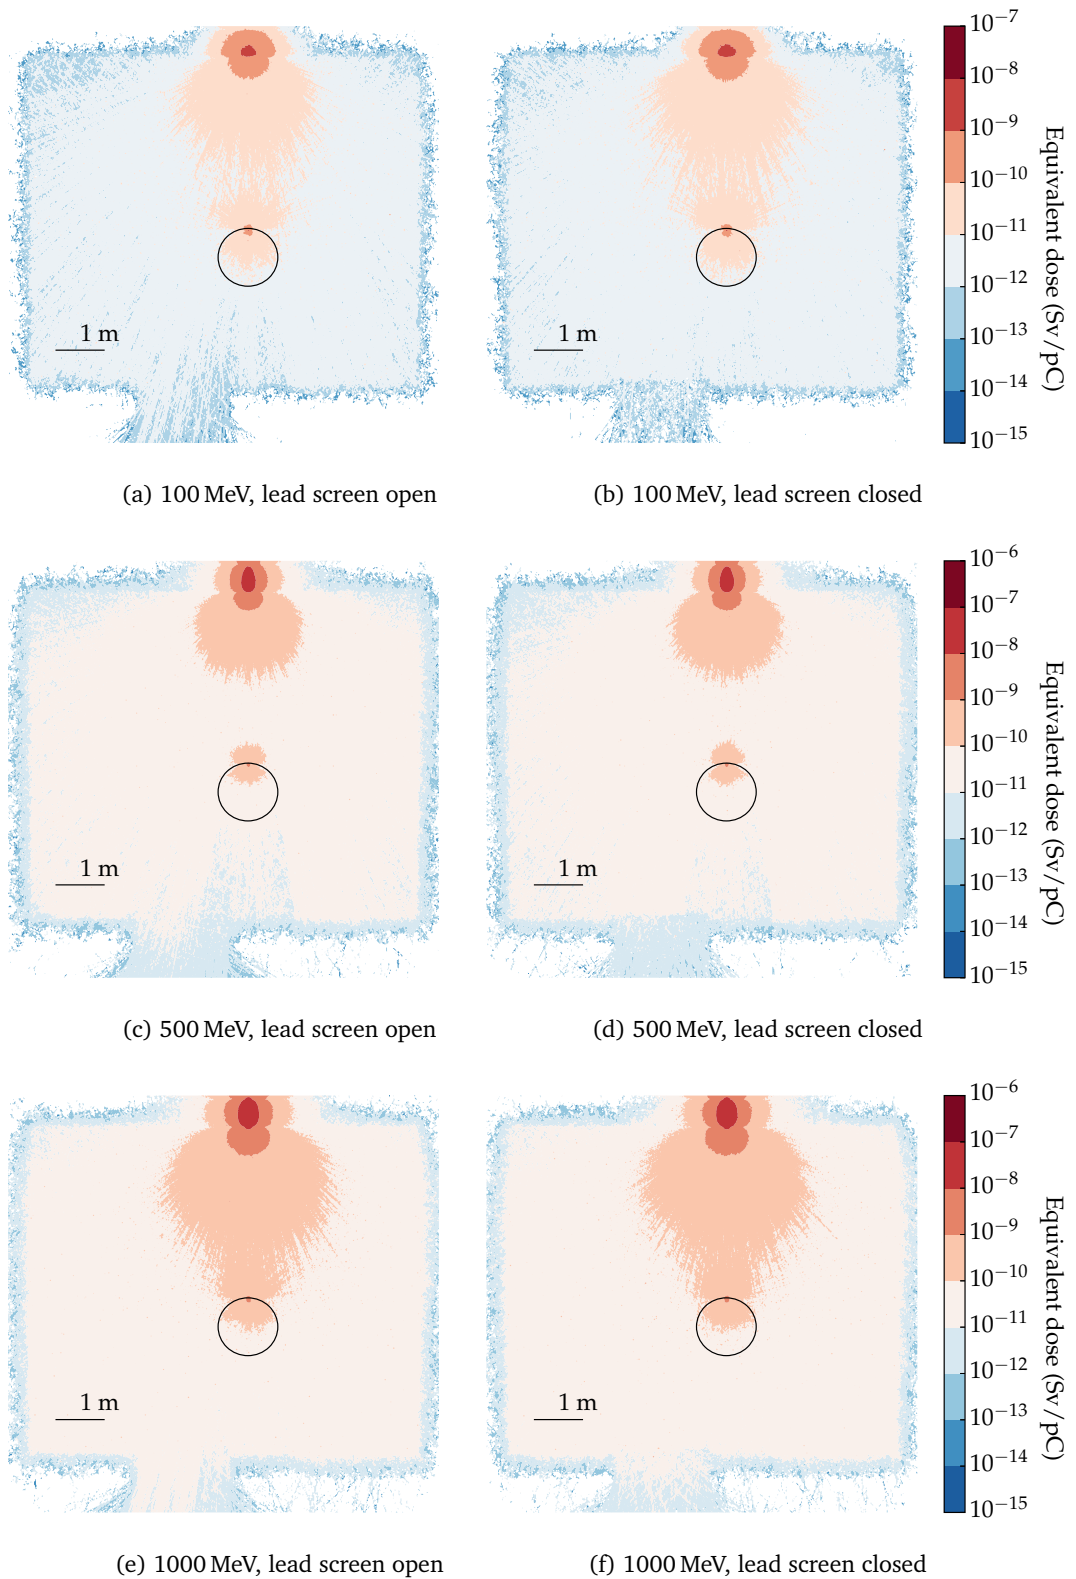 10⁻⁷
10⁻⁸
10⁻⁹
10⁻¹⁰
10⁻¹¹
10⁻¹²
10⁻¹³
10⁻¹⁴
10⁻¹⁵
Equivalent dose (Sv/pC)
1 m
1 m
(a) 100 MeV, lead screen open
(b) 100 MeV, lead screen closed
10⁻⁶
10⁻⁷
10⁻⁸
10⁻⁹
10⁻¹⁰
10⁻¹¹
10⁻¹²
10⁻¹³
10⁻¹⁴
10⁻¹⁵
Equivalent dose (Sv/pC)
1 m
1 m
(c) 500 MeV, lead screen open
(d) 500 MeV, lead screen closed
10⁻⁶
10⁻⁷
10⁻⁸
10⁻⁹
10⁻¹⁰
10⁻¹¹
10⁻¹²
10⁻¹³
10⁻¹⁴
10⁻¹⁵
Equivalent dose (Sv/pC)
1 m
1 m
(e) 1000 MeV, lead screen open
(f) 1000 MeV, lead screen closed